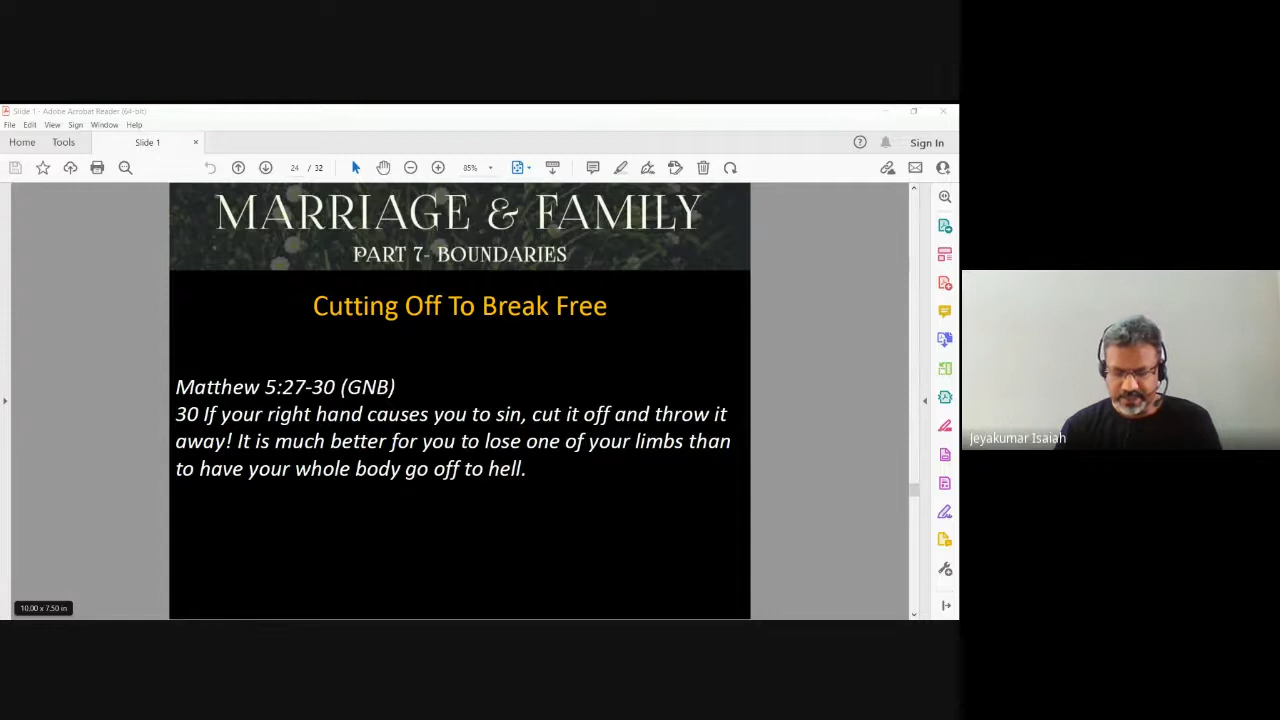 Slide 1 - Adobe Acrobat Reader (64-bit)
File Edit View Sign Window Help
Home Tools Slide 1 × Sign In
24 / 32 85%
MARRIAGE & FAMILY
PART 7- BOUNDARIES
Cutting Off To Break Free
Matthew 5:27-30 (GNB)
30 If your right hand causes you to sin, cut it off and throw it
away! It is much better for you to lose one of your limbs than
to have your whole body go off to hell.
Jeyakumar Isaiah
10.00 x 7.50 in